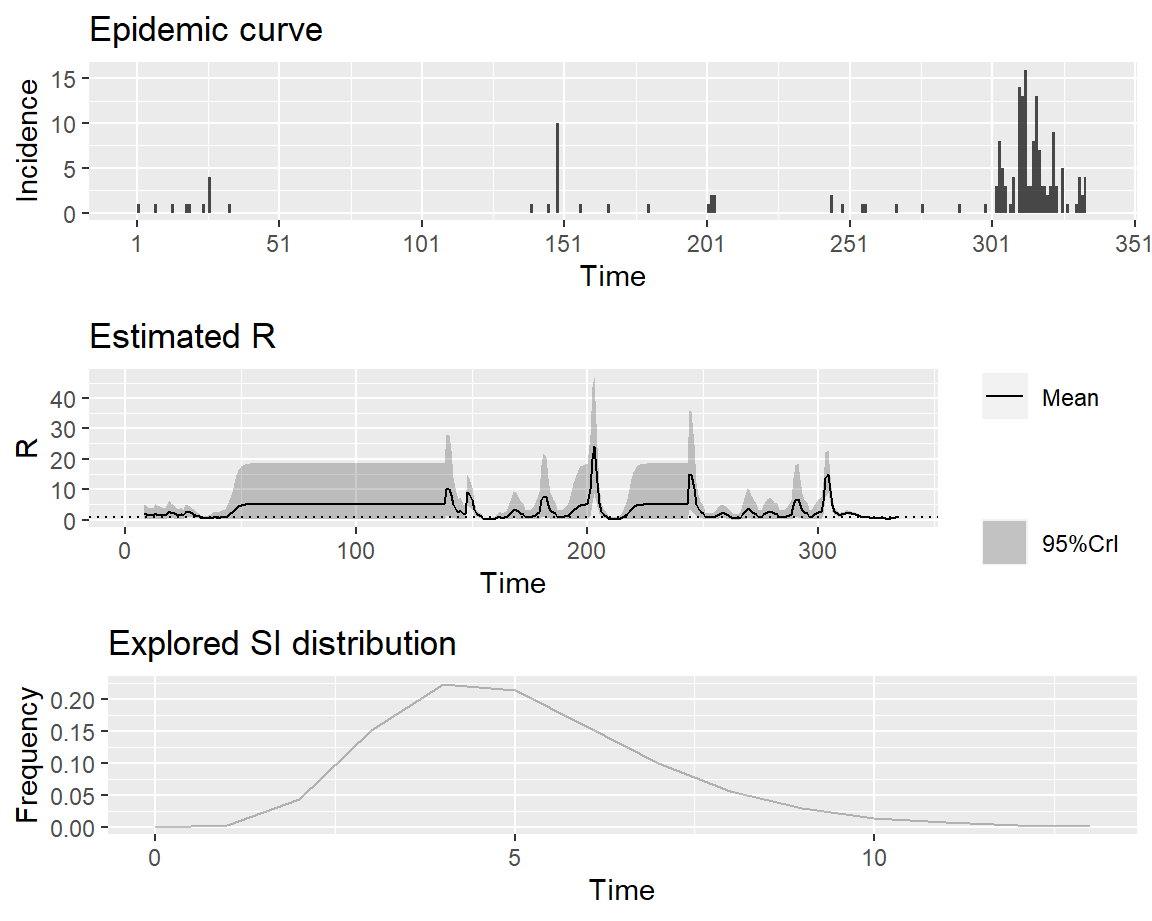 Epidemic curve
Incidence
15
10
5
0
1 51 101 151 201 251 301 351
Time
Estimated R
R
40
30
20
10
0
0 100 200 300
Time
Mean
95%CrI
Explored SI distribution
Frequency
0.20
0.15
0.10
0.05
0.00
0 5 10
Time